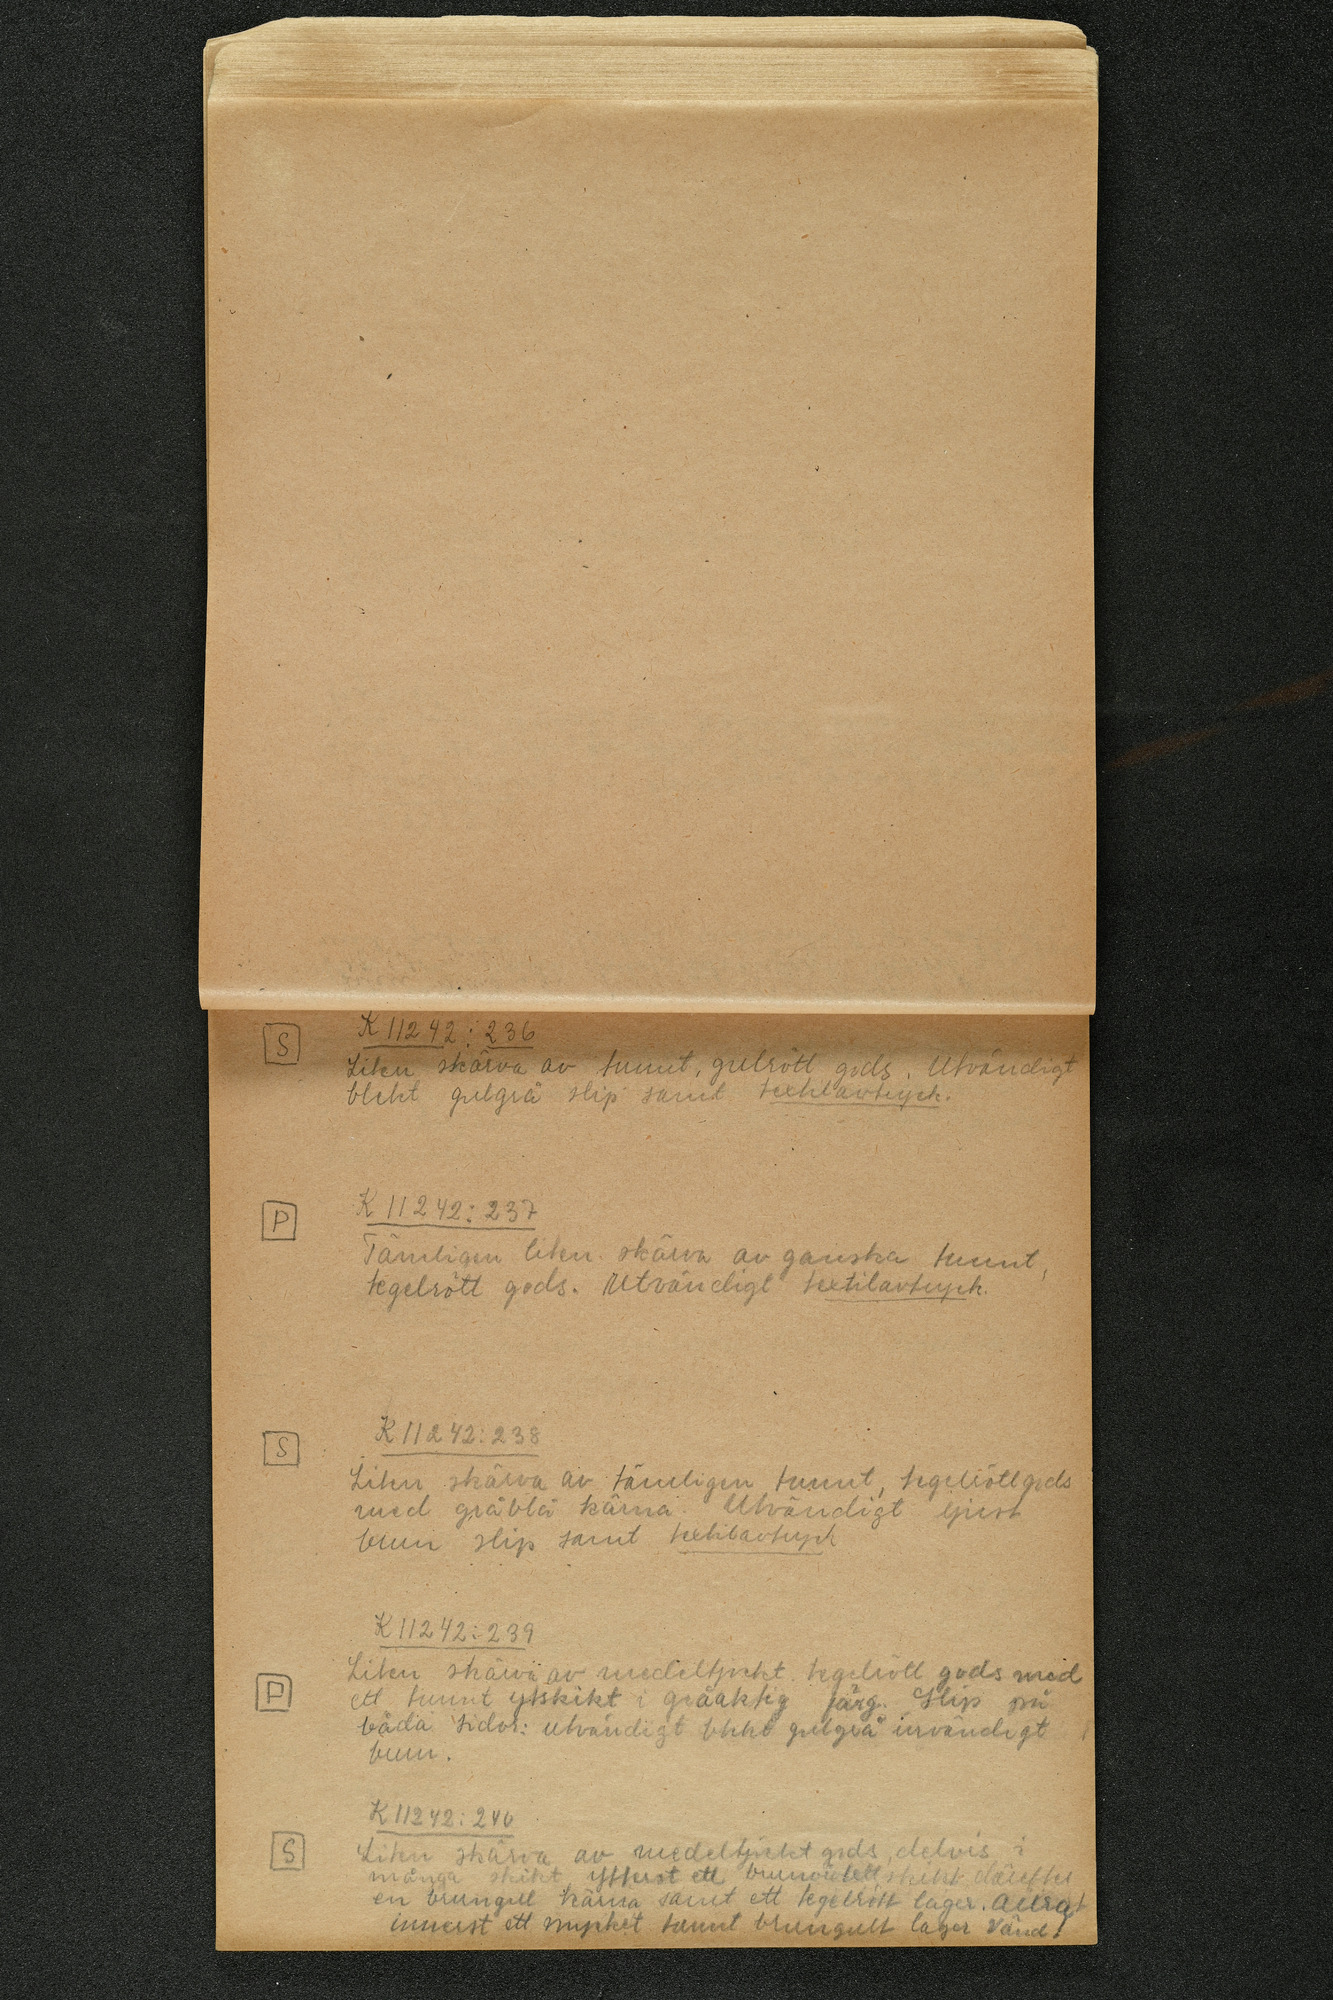 S K 11242:236
Liten skärva av tunnt, gulrött gods. Utvändigt
blekt gulgrå slip samt textilavtryck.
P K 11242:237
Tämligen liten skärva av ganska tunnt,
tegelrött gods. Utvändigt textilavtryck.
S K 11242:238
Liten skärva av tämligen tunnt, tegelrött gods
med gråblå kärna. Utvändigt ljust
brun slip samt textilavtryck
K 11242:239
Liten skärva av medeltjockt tegelrött gods med
P ett tunnt ytskikt i gråaktig färg. Slip på
båda sidor: utvändigt blekt gulgrå invändigt
brun.
K 11242:240
S Liten skärva av medeltjockt gods, delvis i
många skikt ytterst ett brunviolett skikt, därefter
en brungul kärna samt ett tegelrött lager. Allra
innerst ett mycket tunnt brungult lager Vänd!